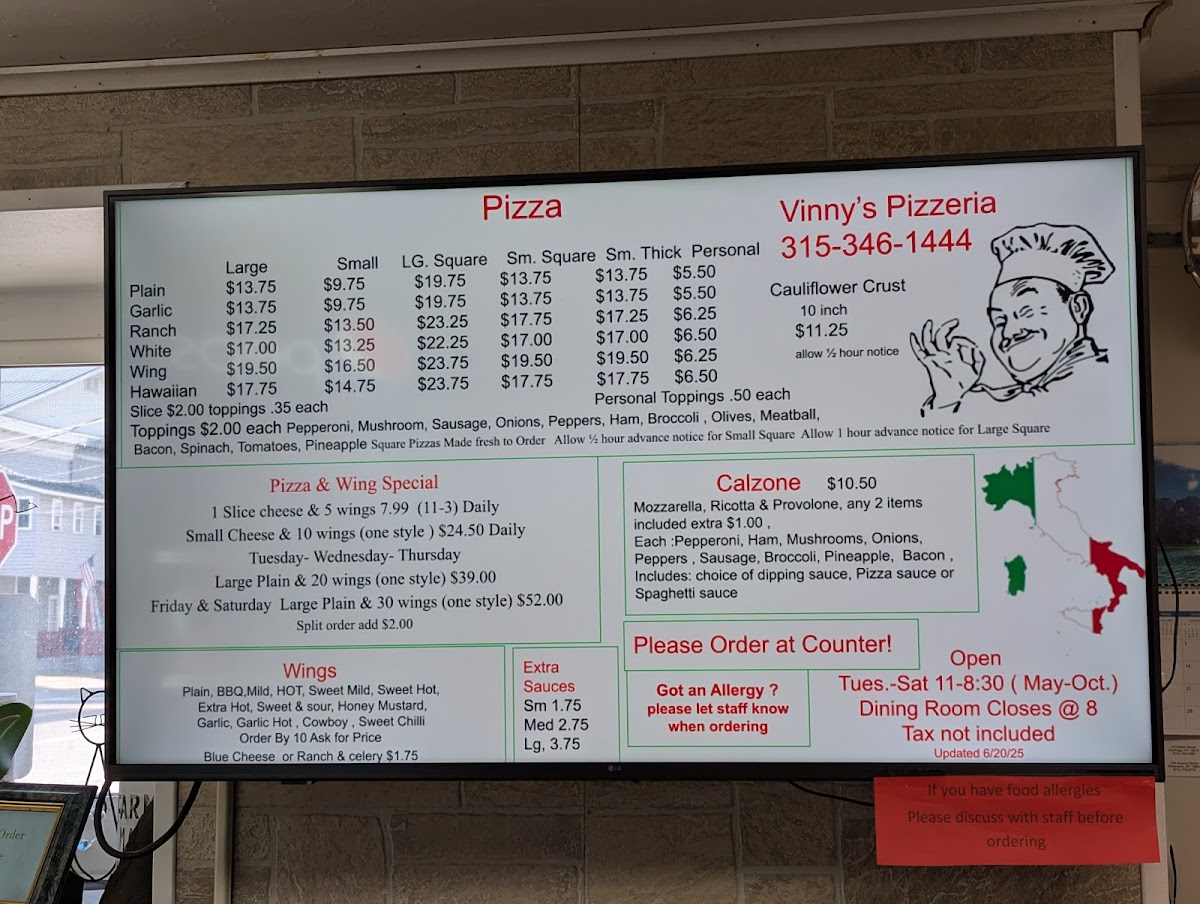 Pizza
Vinny's Pizzeria
315-346-1444
Large Small LG. Square Sm. Square Sm. Thick Personal
Plain $13.75 $9.75 $19.75 $13.75 $13.75 $5.50
Garlic $13.75 $9.75 $19.75 $13.75 $13.75 $5.50
Ranch $17.25 $13.50 $23.25 $17.75 $17.25 $6.25
White $17.00 $13.25 $22.25 $17.00 $17.00 $6.50
Wing $19.50 $16.50 $23.75 $19.50 $19.50 $6.25
Hawaiian $17.75 $14.75 $23.75 $17.75 $17.75 $6.50
Cauliflower Crust
10 inch
$11.25
allow ½ hour notice
Slice $2.00 toppings .35 each
Personal Toppings .50 each
Toppings $2.00 each Pepperoni, Mushroom, Sausage, Onions, Peppers, Ham, Broccoli , Olives, Meatball,
Bacon, Spinach, Tomatoes, Pineapple Square Pizzas Made fresh to Order Allow ½ hour advance notice for Small Square Allow 1 hour advance notice for Large Square
Pizza & Wing Special
1 Slice cheese & 5 wings 7.99 (11-3) Daily
Small Cheese & 10 wings (one style ) $24.50 Daily
Tuesday- Wednesday- Thursday
Large Plain & 20 wings (one style) $39.00
Friday & Saturday Large Plain & 30 wings (one style) $52.00
Split order add $2.00
Calzone $10.50
Mozzarella, Ricotta & Provolone, any 2 items
included extra $1.00 ,
Each :Pepperoni, Ham, Mushrooms, Onions,
Peppers , Sausage, Broccoli, Pineapple, Bacon ,
Includes: choice of dipping sauce, Pizza sauce or
Spaghetti sauce
Wings
Plain, BBQ,Mild, HOT, Sweet Mild, Sweet Hot,
Extra Hot, Sweet & sour, Honey Mustard,
Garlic, Garlic Hot , Cowboy , Sweet Chilli
Order By 10 Ask for Price
Blue Cheese or Ranch & celery $1.75
Extra
Sauces
Sm 1.75
Med 2.75
Lg, 3.75
Please Order at Counter!
Got an Allergy ?
please let staff know
when ordering
Open
Tues.-Sat 11-8:30 ( May-Oct.)
Dining Room Closes @ 8
Tax not included
Updated 6/20/25
LG
If you have food allergies
Please discuss with staff before
ordering
P
Order